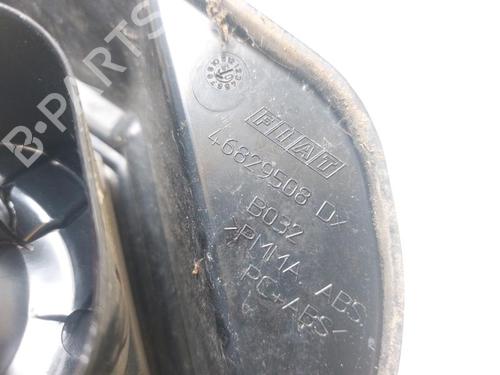 B-PARTS
FIAT
46829508 DX
B032
>PMMA ABS.
PC+ABS<